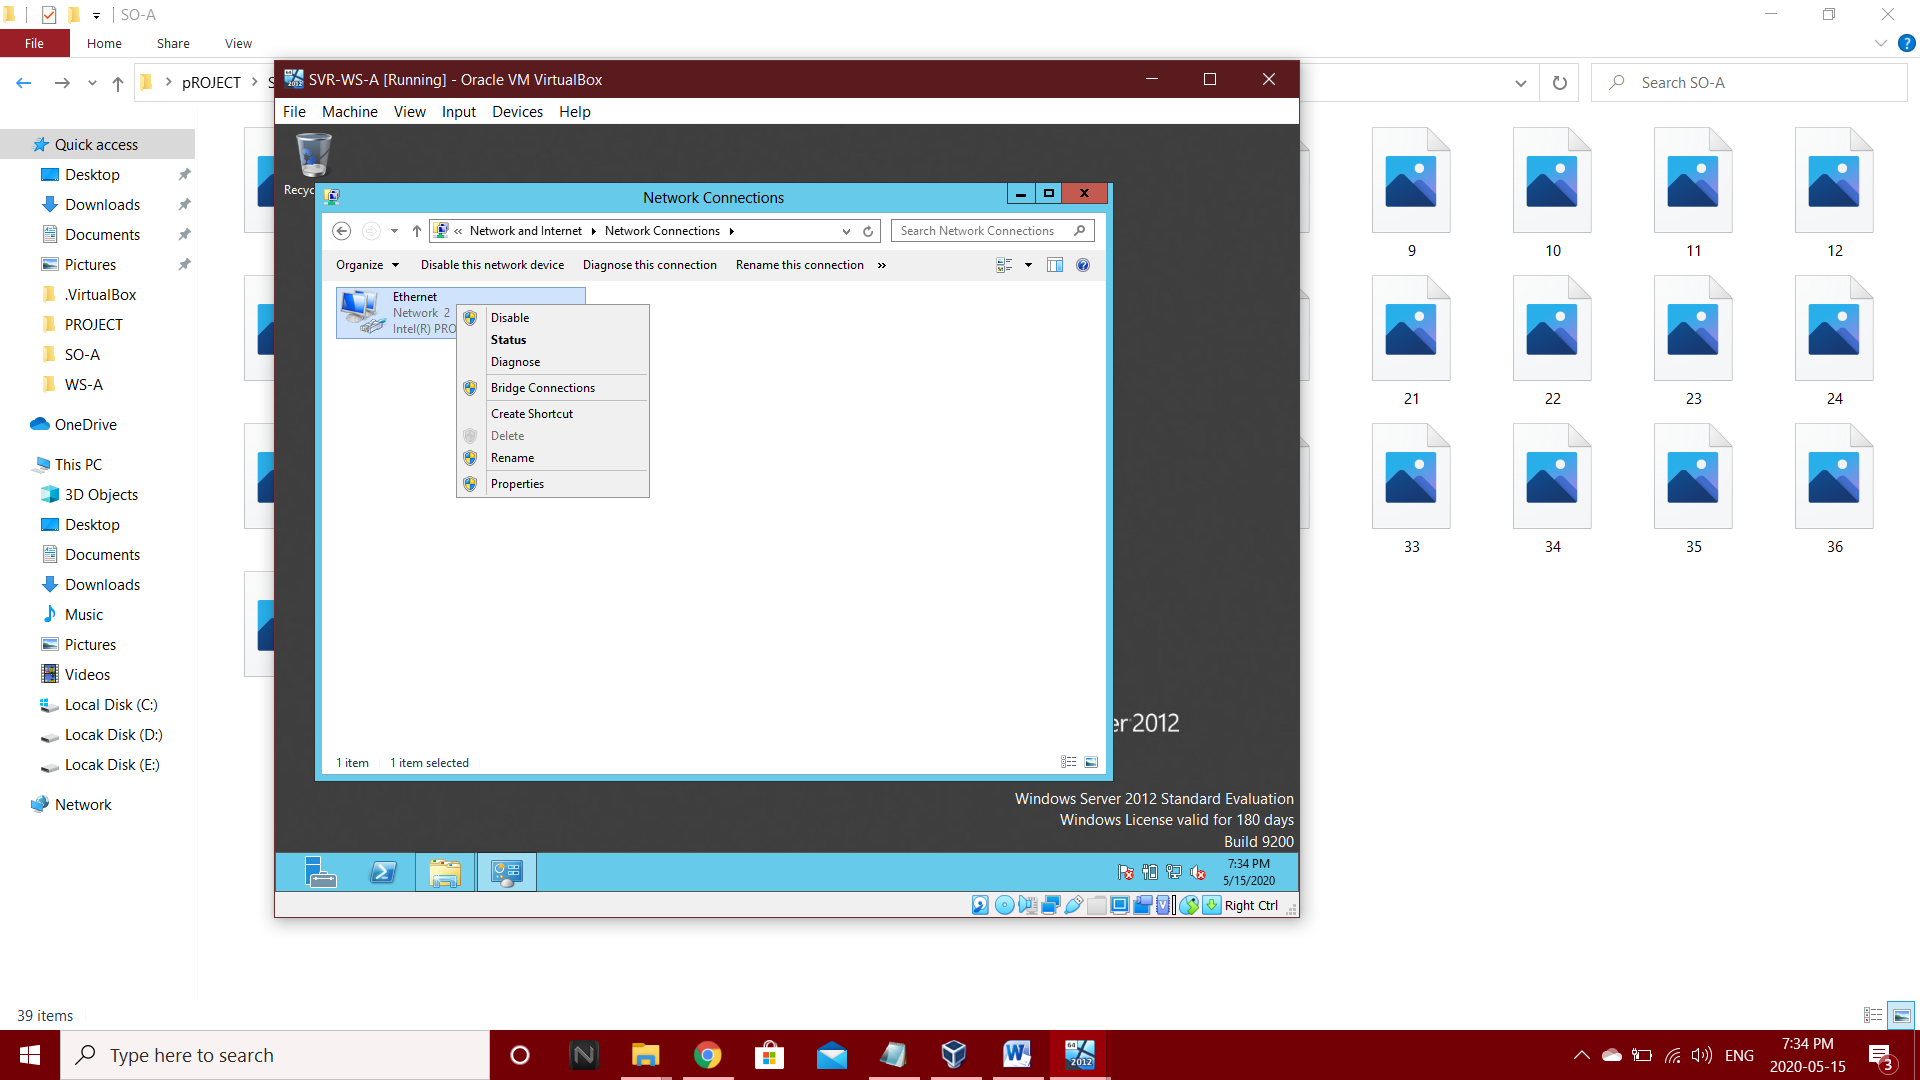 SO-A
File
Home
Share
View
pROJECT
Search SO-A
Quick access
Desktop
Downloads
Documents
Pictures
.VirtualBox
PROJECT
SO-A
WS-A
OneDrive
This PC
3D Objects
Desktop
Documents
Downloads
Music
Pictures
Videos
Local Disk (C:)
Locak Disk (D:)
Locak Disk (E:)
Network
39 items
9
10
11
12
21
22
23
24
33
34
35
36
SVR-WS-A [Running] - Oracle VM VirtualBox
File Machine View Input Devices Help
Network Connections
Network and Internet
Network Connections
Search Network Connections
Organize
Disable this network device
Diagnose this connection
Rename this connection
Ethernet
Network 2
Intel(R) PRO
Disable
Status
Diagnose
Bridge Connections
Create Shortcut
Delete
Rename
Properties
1 item
1 item selected
er 2012
Windows Server 2012 Standard Evaluation
Windows License valid for 180 days
Build 9200
7:34 PM
5/15/2020
Right Ctrl
Type here to search
ENG
7:34 PM
2020-05-15
3